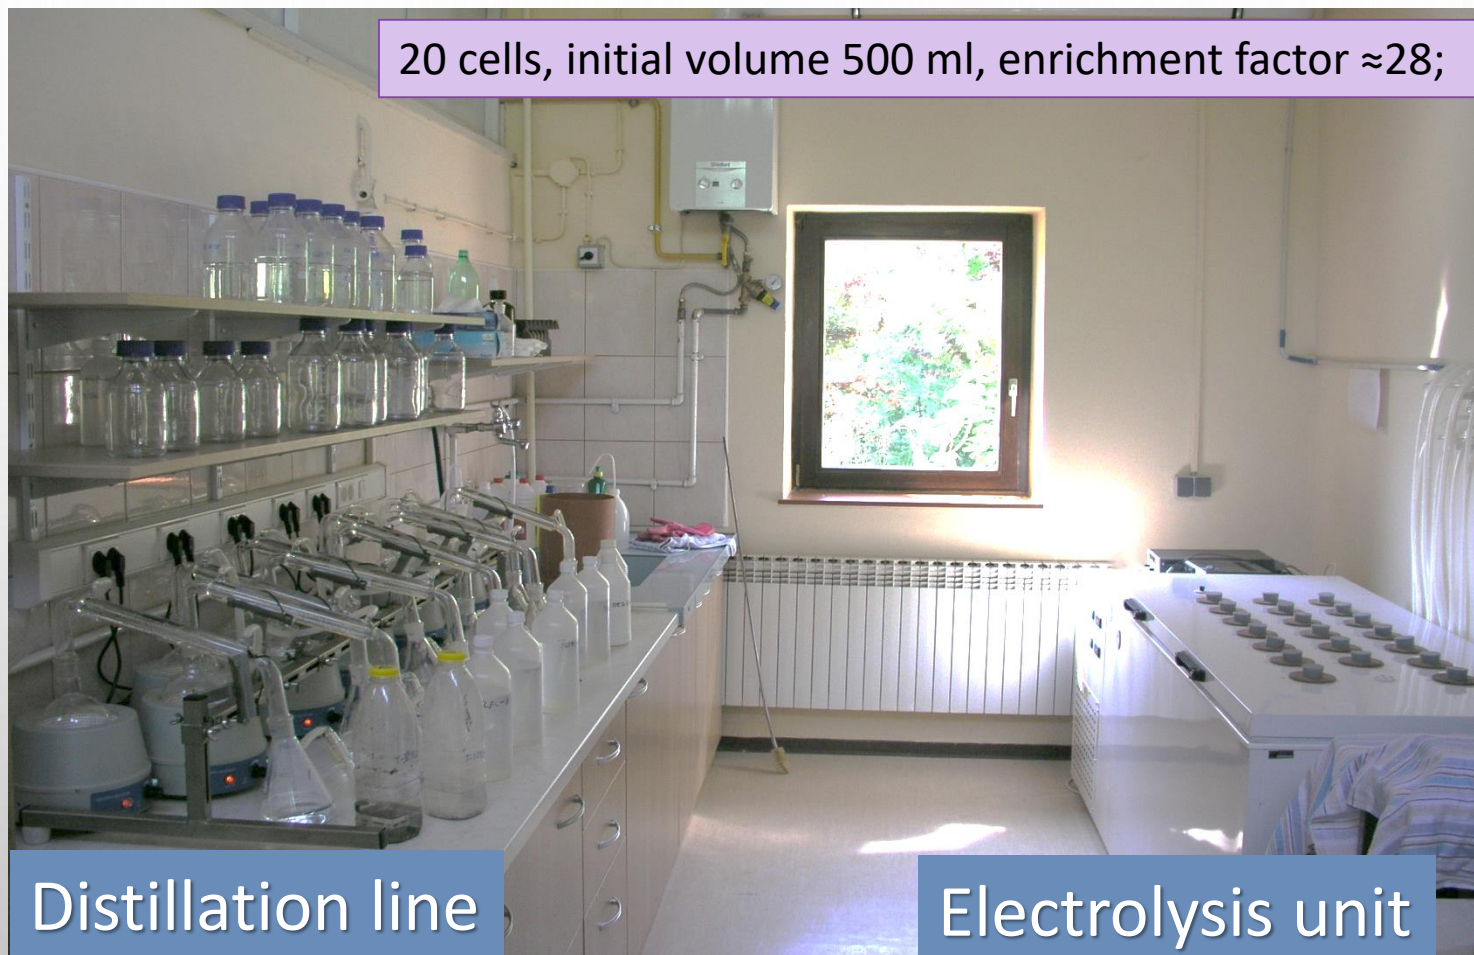 20 cells, initial volume 500 ml, enrichment factor ≈28;
Distillation line
Electrolysis unit